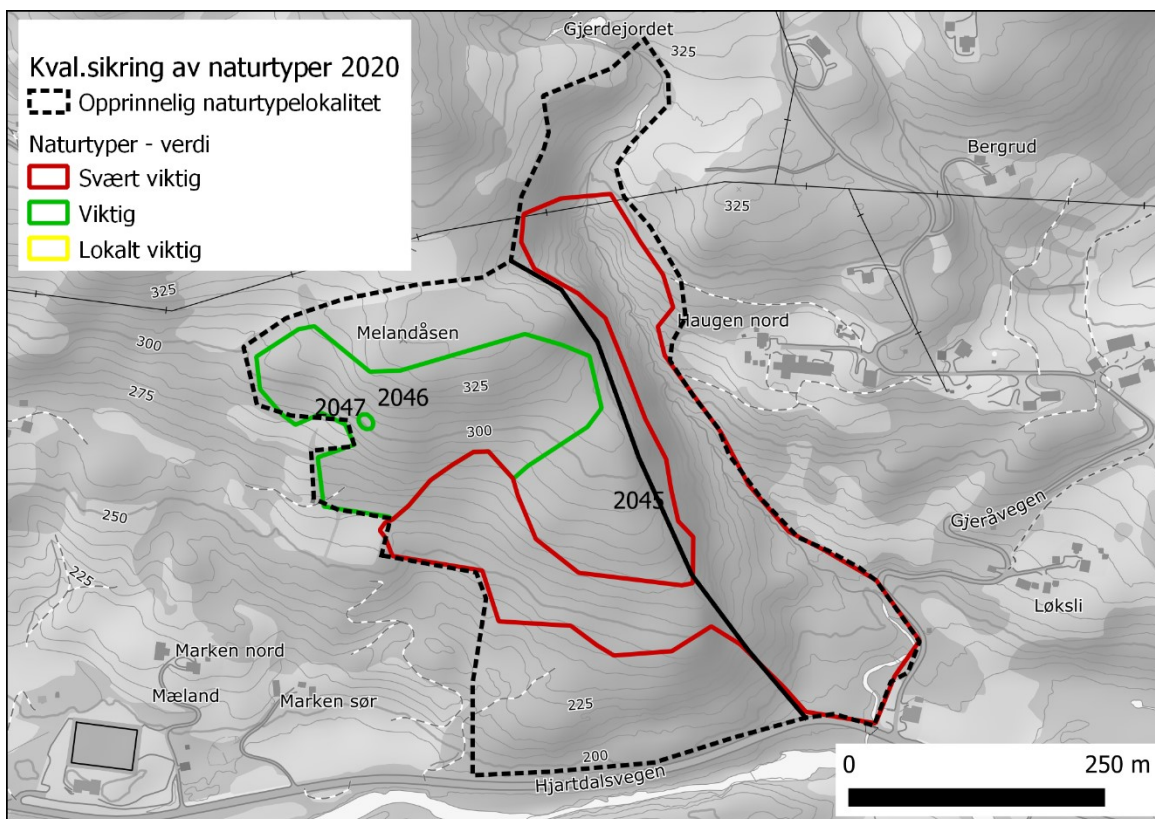 Kval.sikring av naturtyper 2020
Opprinnelig naturtypelokalitet
Naturtyper - verdi
Svært viktig
Viktig
Lokalt viktig
Gjerdejordet
325
Bergrud
325
325
300
275
Melandåsen
Haugen nord
325
2047
2046
300
2045
250
Gjeråvegen
225
Løksli
Marken nord
Mæland
Marken sør
225
200
Hjartdalsvegen
0 250 m